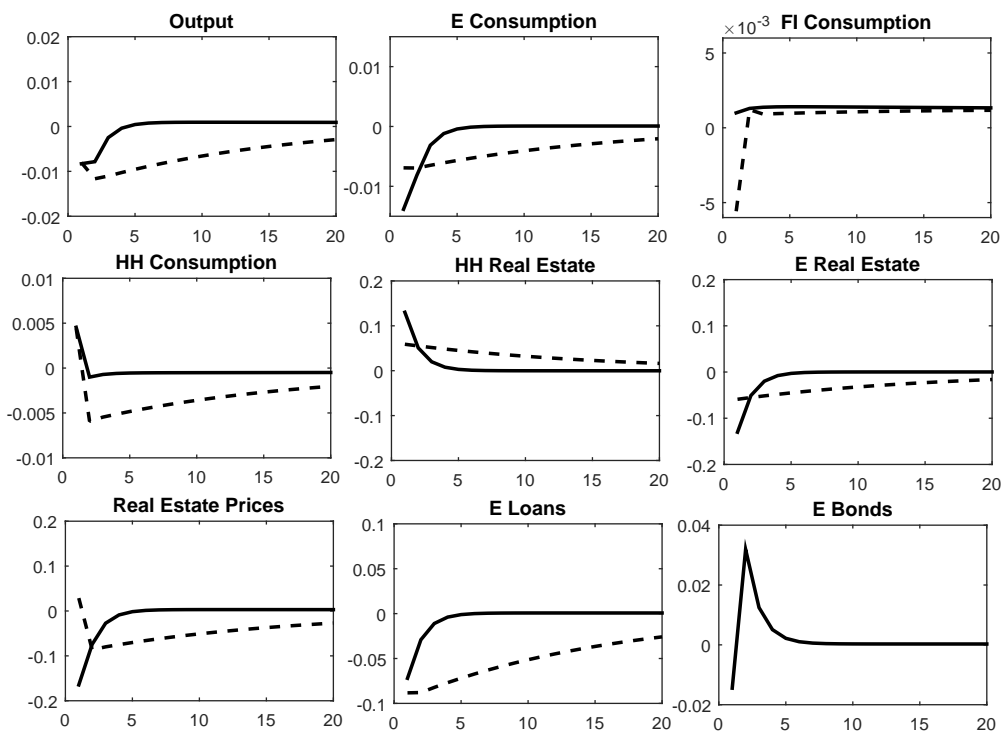 Output
0.02
0.01
0
-0.01
-0.02
0 5 10 15 20
E Consumption
0.01
0
-0.01
0 5 10 15 20
FI Consumption
×10⁻³
5
0
-5
0 5 10 15 20
HH Consumption
0.01
0.005
0
-0.005
-0.01
0 5 10 15 20
HH Real Estate
0.2
0.1
0
-0.1
-0.2
0 5 10 15 20
E Real Estate
0.2
0.1
0
-0.1
-0.2
0 5 10 15 20
Real Estate Prices
0.2
0.1
0
-0.1
-0.2
0 5 10 15 20
E Loans
0.1
0.05
0
-0.05
-0.1
0 5 10 15 20
E Bonds
0.04
0.02
0
-0.02
0 5 10 15 20